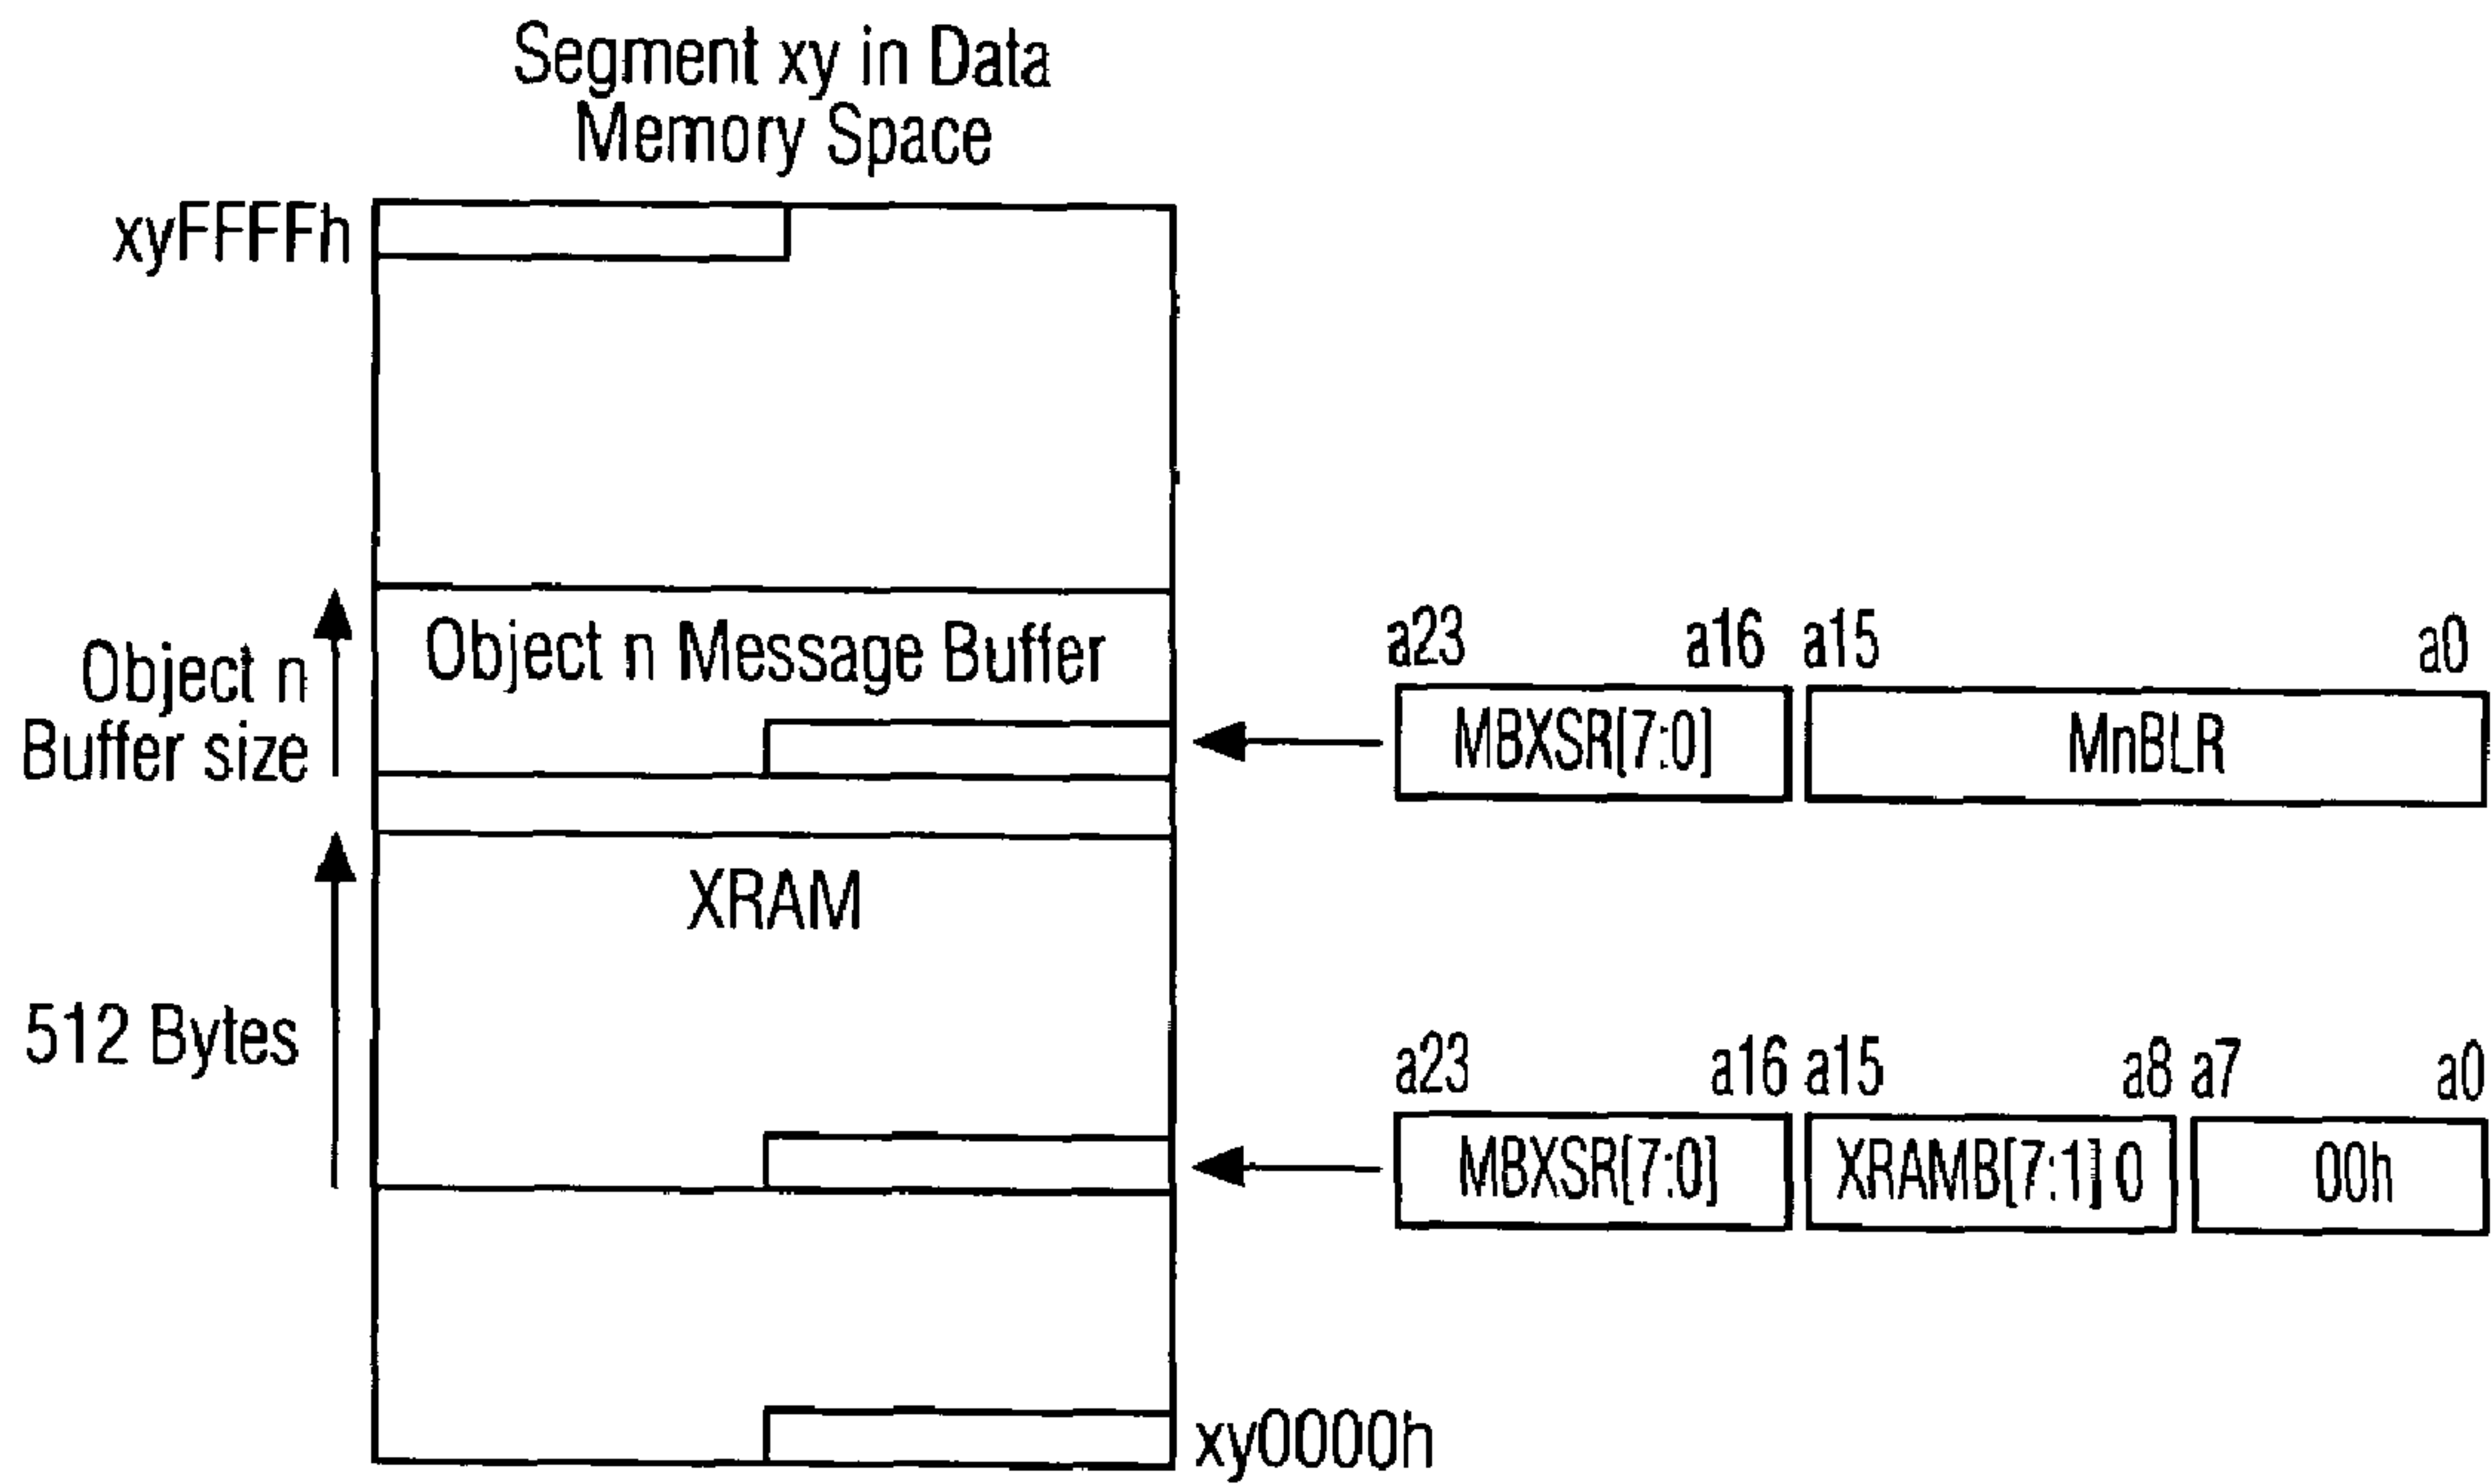 Segment xy in Data
Memory Space
xyFFFFh
Object n Message Buffer
Object n
Buffer size
a23 a16 a15 a0
MBXSR[7:0] MnBLR
XRAM
512 Bytes
a23 a16 a15 a8 a7 a0
MBXSR[7:0] XRAMB[7:1] 0 00h
xy0000h